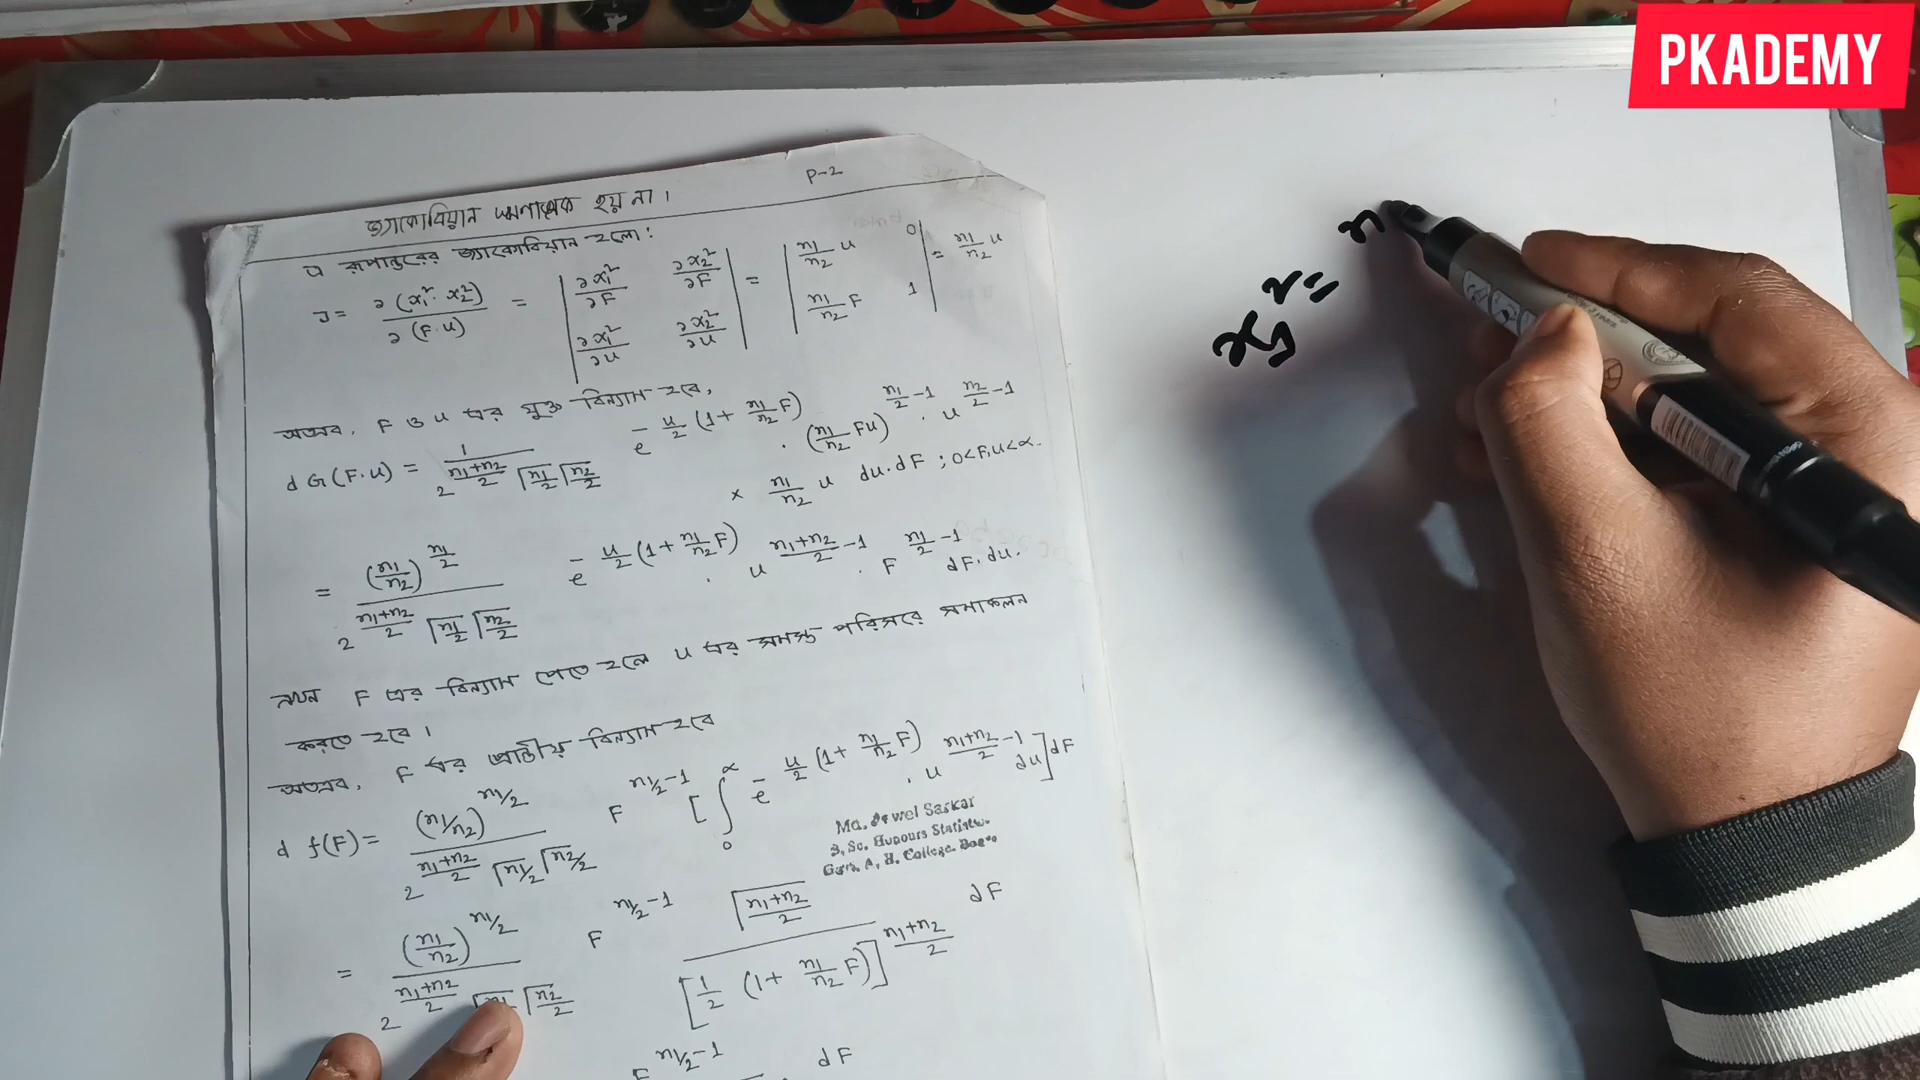 PKADEMY
P-2
জ্যাকোবিয়ান ঋণাত্মক হয় না।
এ রূপান্তরের জ্যাকোবিয়ান হলো:
J = ∂(x₁²·x₂²)/∂(F·u) = | ∂x₁²/∂F ∂x₂²/∂F ; ∂x₁²/∂u ∂x₂²/∂u | = | n₁/n₂ u 0 ; n₁/n₂ F 1 | = n₁/n₂ u
x₁² = n
অতএব, F ও u এর যুক্ত বিন্যাস হবে,
dG(F·u) = 1/(2^((n₁+n₂)/2) Γ(n₁/2) Γ(n₂/2)) e^(-u/2 (1+ n₁/n₂ F)) · (n₁/n₂ Fu)^(n₁/2 -1) · u^(n₂/2 -1)
× n₁/n₂ u du·dF ; 0<F,u<∝.
= (n₁/n₂)^(n₁/2)/(2^((n₁+n₂)/2) Γ(n₁/2) Γ(n₂/2)) e^(-u/2 (1+ n₁/n₂ F)) · u^((n₁+n₂)/2 -1) · F^(n₁/2 -1) dF·du.
এখন F এর বিন্যাস পেতে হলে u এর সমস্ত পরিসরে সমাকলন
করতে হবে।
অতএব, F এর প্রান্তীয় বিন্যাস হবে
d f(F) = (n₁/n₂)^(n₁/2)/(2^((n₁+n₂)/2) Γ(n₁/2) Γ(n₂/2)) F^(n₁/2 -1) [∫₀^∝ e^(-u/2 (1+ n₁/n₂ F)) · u^((n₁+n₂)/2 -1) du] dF
Md. Jewel Sarkar
B. Sc. Honours Statistics.
Govt. A. H. College. Bogra
= (n₁/n₂)^(n₁/2)/(2^((n₁+n₂)/2) Γ(n₁/2) Γ(n₂/2)) F^(n₁/2 -1) Γ((n₁+n₂)/2)/[1/2 (1+ n₁/n₂ F)]^((n₁+n₂)/2) dF
F^(n₁/2 -1) dF